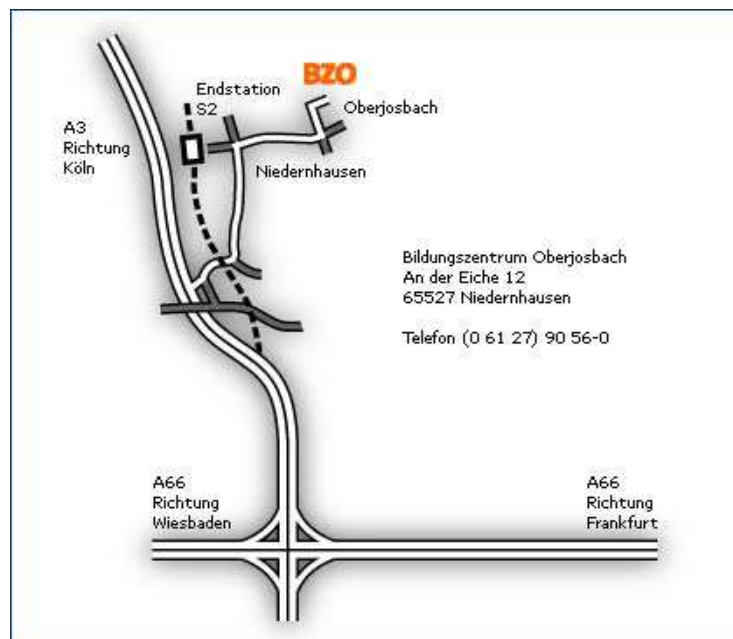 BZO
Endstation
S2
Oberjosbach
A3
Richtung
Köln
Niedernhausen
Bildungszentrum Oberjosbach
An der Eiche 12
65527 Niedernhausen
Telefon (0 61 27) 90 56-0
A66
Richtung
Wiesbaden
A66
Richtung
Frankfurt